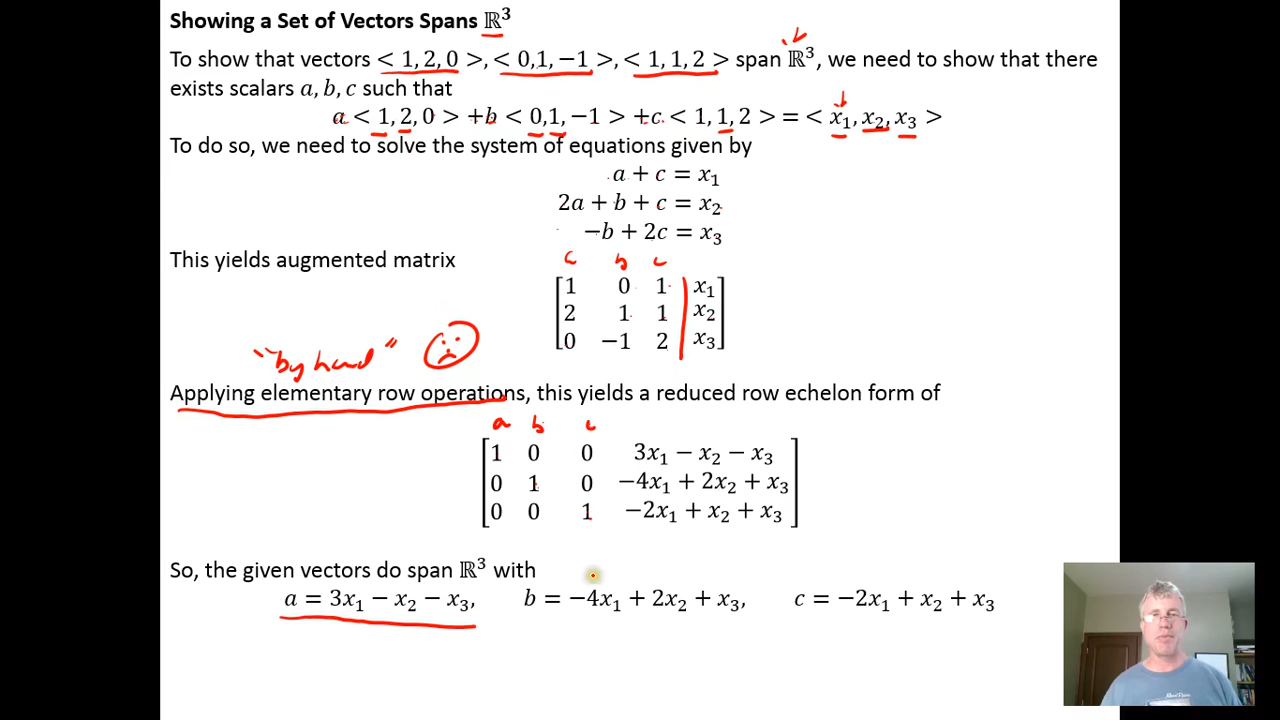 Showing a Set of Vectors Spans ℝ³
To show that vectors < 1, 2, 0 >, < 0,1, −1 >, < 1, 1, 2 > span ℝ³, we need to show that there
exists scalars a, b, c such that
a < 1, 2, 0 > +b < 0, 1, −1 > +c < 1, 1, 2 > = < x₁, x₂, x₃ >
To do so, we need to solve the system of equations given by
a + c = x₁
2a + b + c = x₂
−b + 2c = x₃
This yields augmented matrix
c b c
1 0 1 x₁
2 1 1 x₂
0 −1 2 x₃
"by hand"
Applying elementary row operations, this yields a reduced row echelon form of
a b c
1 0 0 3x₁ − x₂ − x₃
0 1 0 −4x₁ + 2x₂ + x₃
0 0 1 −2x₁ + x₂ + x₃
So, the given vectors do span ℝ³ with
a = 3x₁ − x₂ − x₃, b = −4x₁ + 2x₂ + x₃, c = −2x₁ + x₂ + x₃